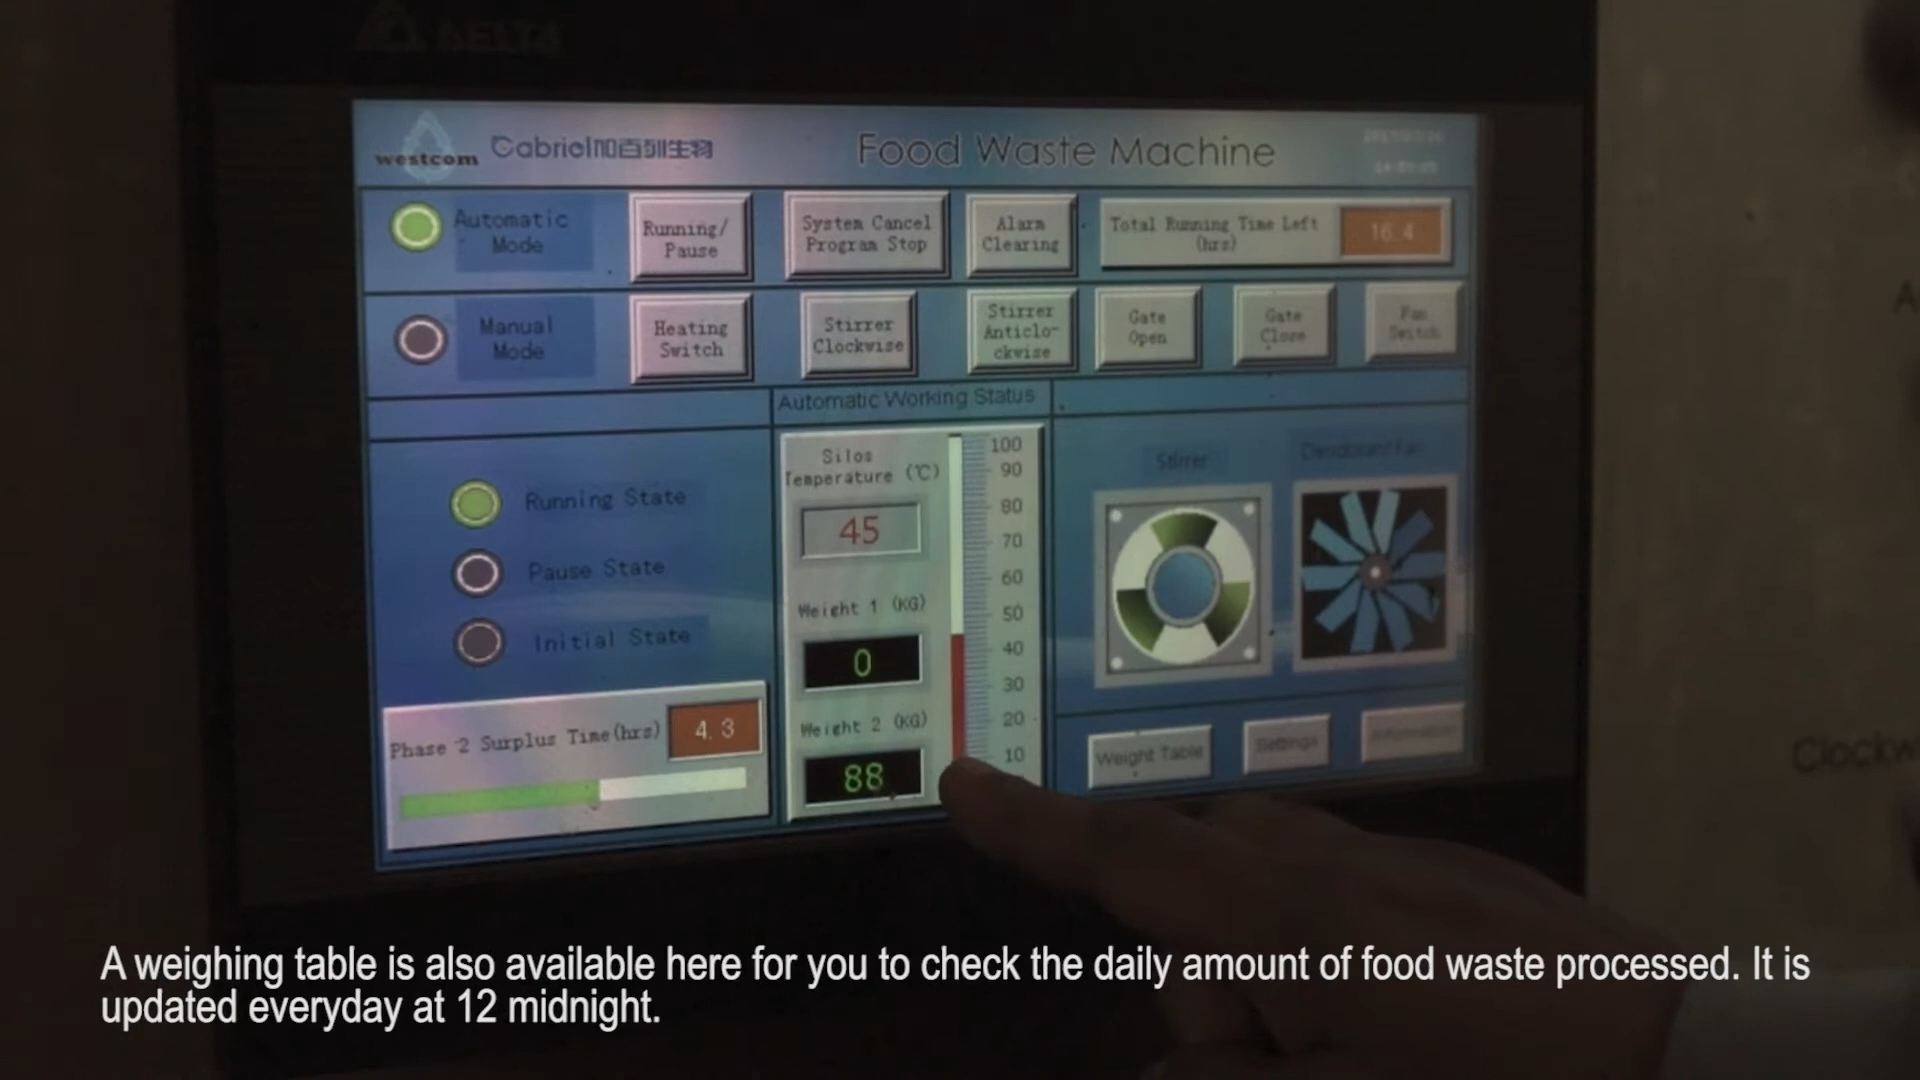 DELTA
westcom
Gabriel加百列生物
Food Waste Machine
Automatic
Mode
Running/
Pause
System Cancel
Program Stop
Alarm
Clearing
Total Running Time Left
(hrs)
16.4
Manual
Mode
Heating
Switch
Stirrer
Clockwise
Stirrer
Anticlo-
ckwise
Gate
Open
Gate
Close
Fan
Switch
Automatic Working Status
Running State
Pause State
Initial State
Phase 2 Surplus Time(hrs)
4.3
Silos
Temperature (℃)
45
Weight 1 (KG)
0
Weight 2 (KG)
88
100
90
80
70
60
50
40
30
20
10
Stirrer
Deodorant Fan
Weight Table
Settings
Information
Clockwi
A weighing table is also available here for you to check the daily amount of food waste processed. It is
updated everyday at 12 midnight.